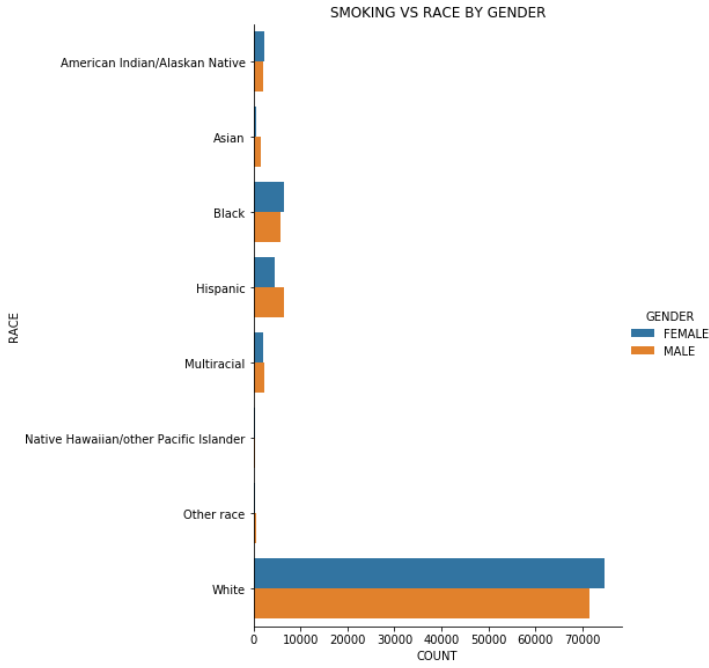 SMOKING VS RACE BY GENDER
American Indian/Alaskan Native
Asian
Black
Hispanic
Multiracial
Native Hawaiian/other Pacific Islander
Other race
White
RACE
0 10000 20000 30000 40000 50000 60000 70000
COUNT
GENDER
FEMALE
MALE